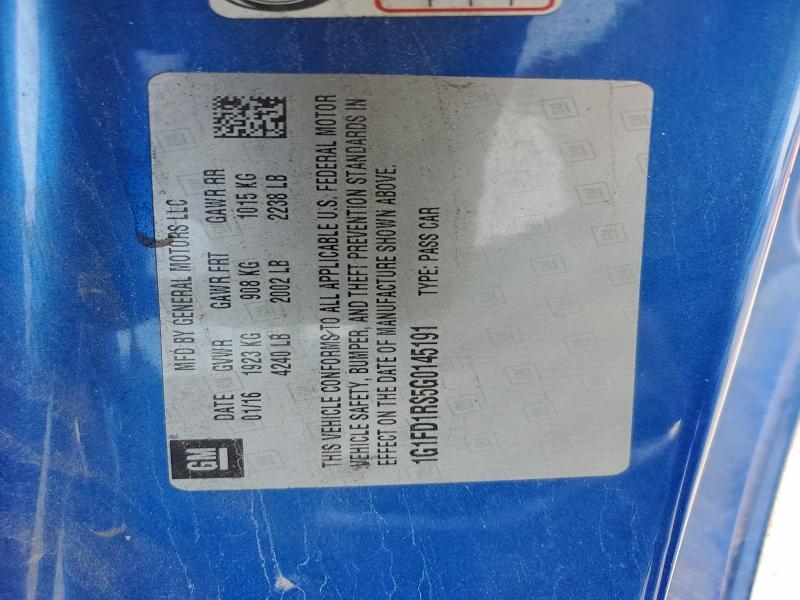 GM
MFD BY GENERAL MOTORS LLC
DATE GVWR GAWR FRT GAWR RR
01/16 1923 KG 908 KG 1015 KG
4240 LB 2002 LB 2238 LB
THIS VEHICLE CONFORMS TO ALL APPLICABLE U.S. FEDERAL MOTOR
VEHICLE SAFETY, BUMPER, AND THEFT PREVENTION STANDARDS IN
EFFECT ON THE DATE OF MANUFACTURE SHOWN ABOVE.
1G1FD1RS5G0145191 TYPE: PASS CAR